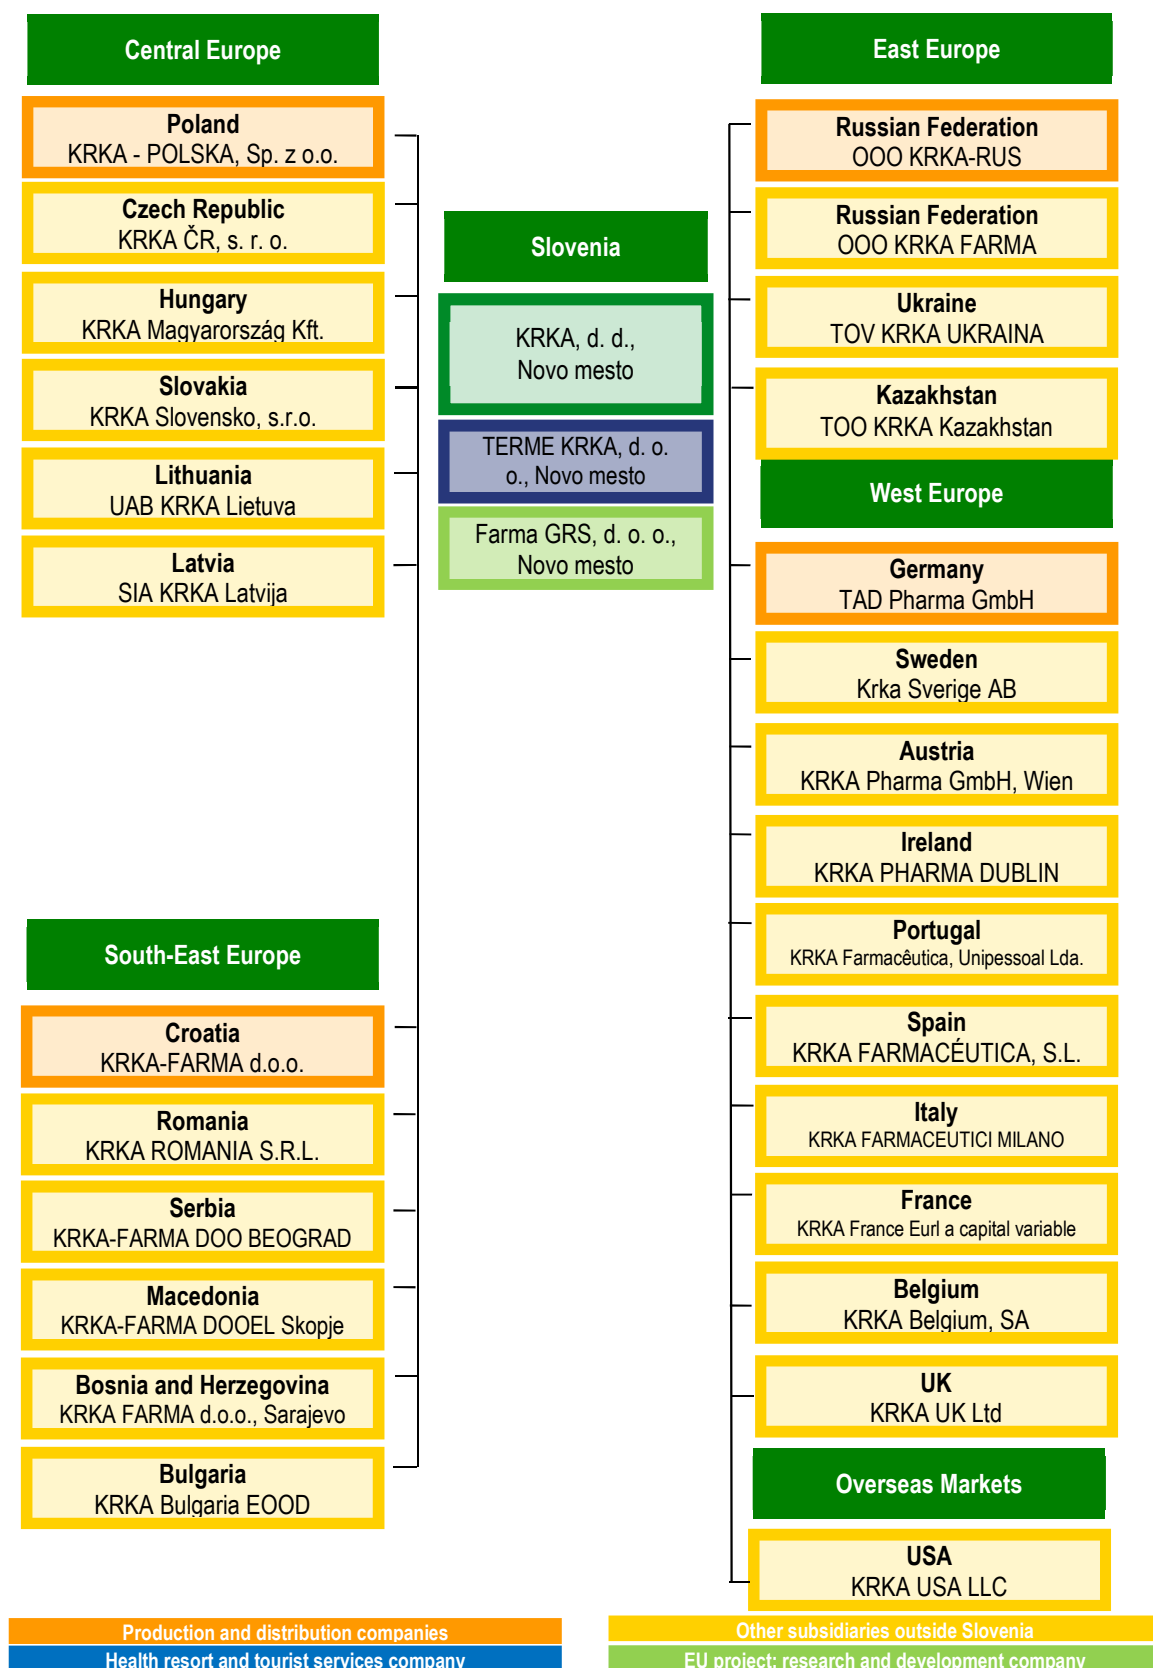 Central Europe
Poland
KRKA - POLSKA, Sp. z o.o.
Czech Republic
KRKA ČR, s. r. o.
Hungary
KRKA Magyarország Kft.
Slovakia
KRKA Slovensko, s.r.o.
Lithuania
UAB KRKA Lietuva
Latvia
SIA KRKA Latvija
South-East Europe
Croatia
KRKA-FARMA d.o.o.
Romania
KRKA ROMANIA S.R.L.
Serbia
KRKA-FARMA DOO BEOGRAD
Macedonia
KRKA-FARMA DOOEL Skopje
Bosnia and Herzegovina
KRKA FARMA d.o.o., Sarajevo
Bulgaria
KRKA Bulgaria EOOD
Slovenia
KRKA, d. d.,
Novo mesto
TERME KRKA, d. o.
o., Novo mesto
Farma GRS, d. o. o.,
Novo mesto
East Europe
Russian Federation
OOO KRKA-RUS
Russian Federation
OOO KRKA FARMA
Ukraine
TOV KRKA UKRAINA
Kazakhstan
TOO KRKA Kazakhstan
West Europe
Germany
TAD Pharma GmbH
Sweden
Krka Sverige AB
Austria
KRKA Pharma GmbH, Wien
Ireland
KRKA PHARMA DUBLIN
Portugal
KRKA Farmacêutica, Unipessoal Lda.
Spain
KRKA FARMACÉUTICA, S.L.
Italy
KRKA FARMACEUTICI MILANO
France
KRKA France Eurl a capital variable
Belgium
KRKA Belgium, SA
UK
KRKA UK Ltd
Overseas Markets
USA
KRKA USA LLC
Production and distribution companies
Health resort and tourist services company
Other subsidiaries outside Slovenia
EU project: research and development company